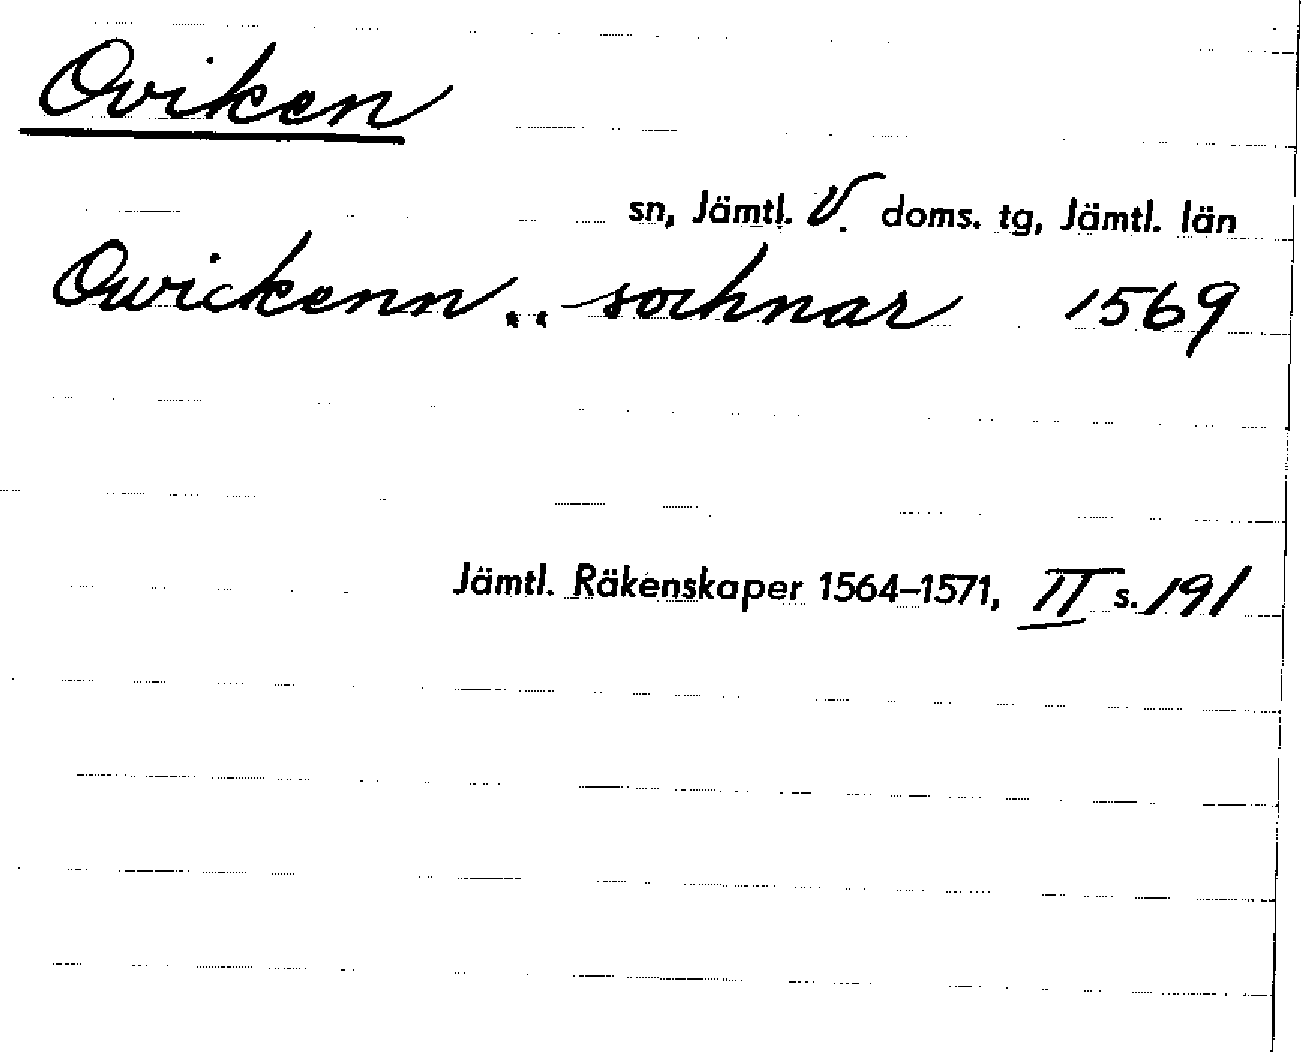 Oviken
sn, Jämtl. V. doms. tg, Jämtl. län
Owickenn .. sochnar 1569
Jämtl. Räkenskaper 1564–1571, II s. 191